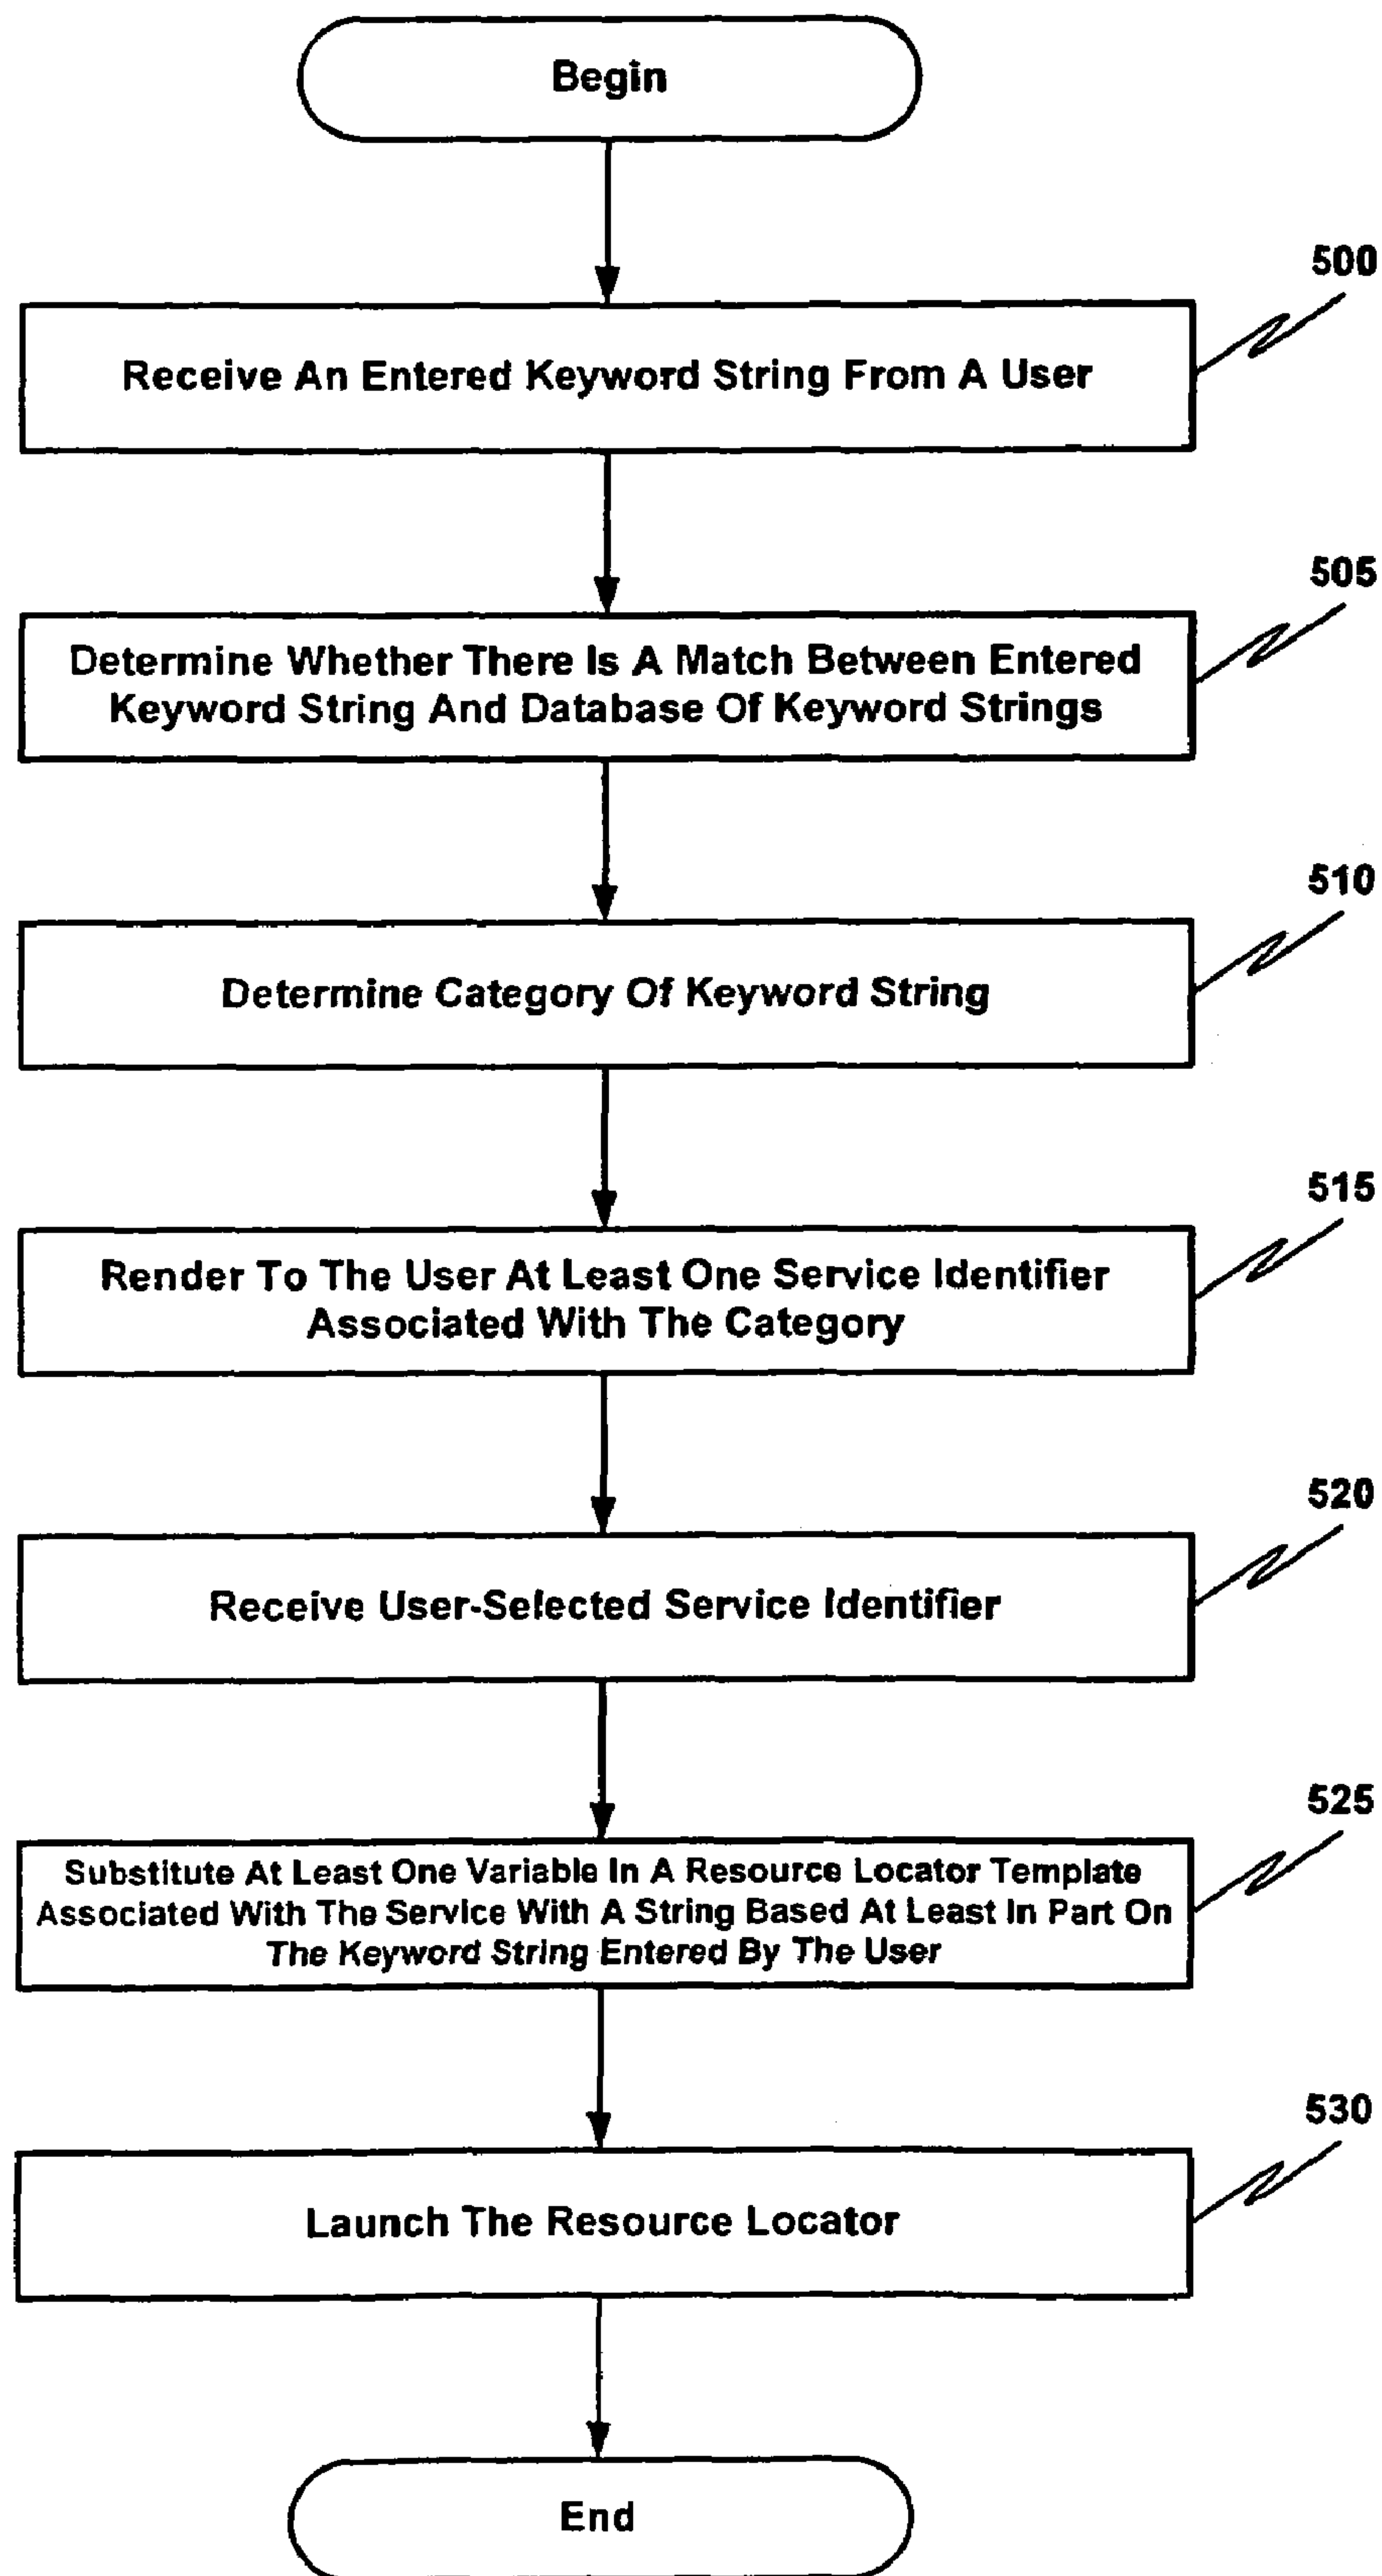 Begin
500
Receive An Entered Keyword String From A User
505
Determine Whether There Is A Match Between Entered
Keyword String And Database Of Keyword Strings
510
Determine Category Of Keyword String
515
Render To The User At Least One Service Identifier
Associated With The Category
520
Receive User-Selected Service Identifier
525
Substitute At Least One Variable In A Resource Locator Template
Associated With The Service With A String Based At Least In Part On
The Keyword String Entered By The User
530
Launch The Resource Locator
End